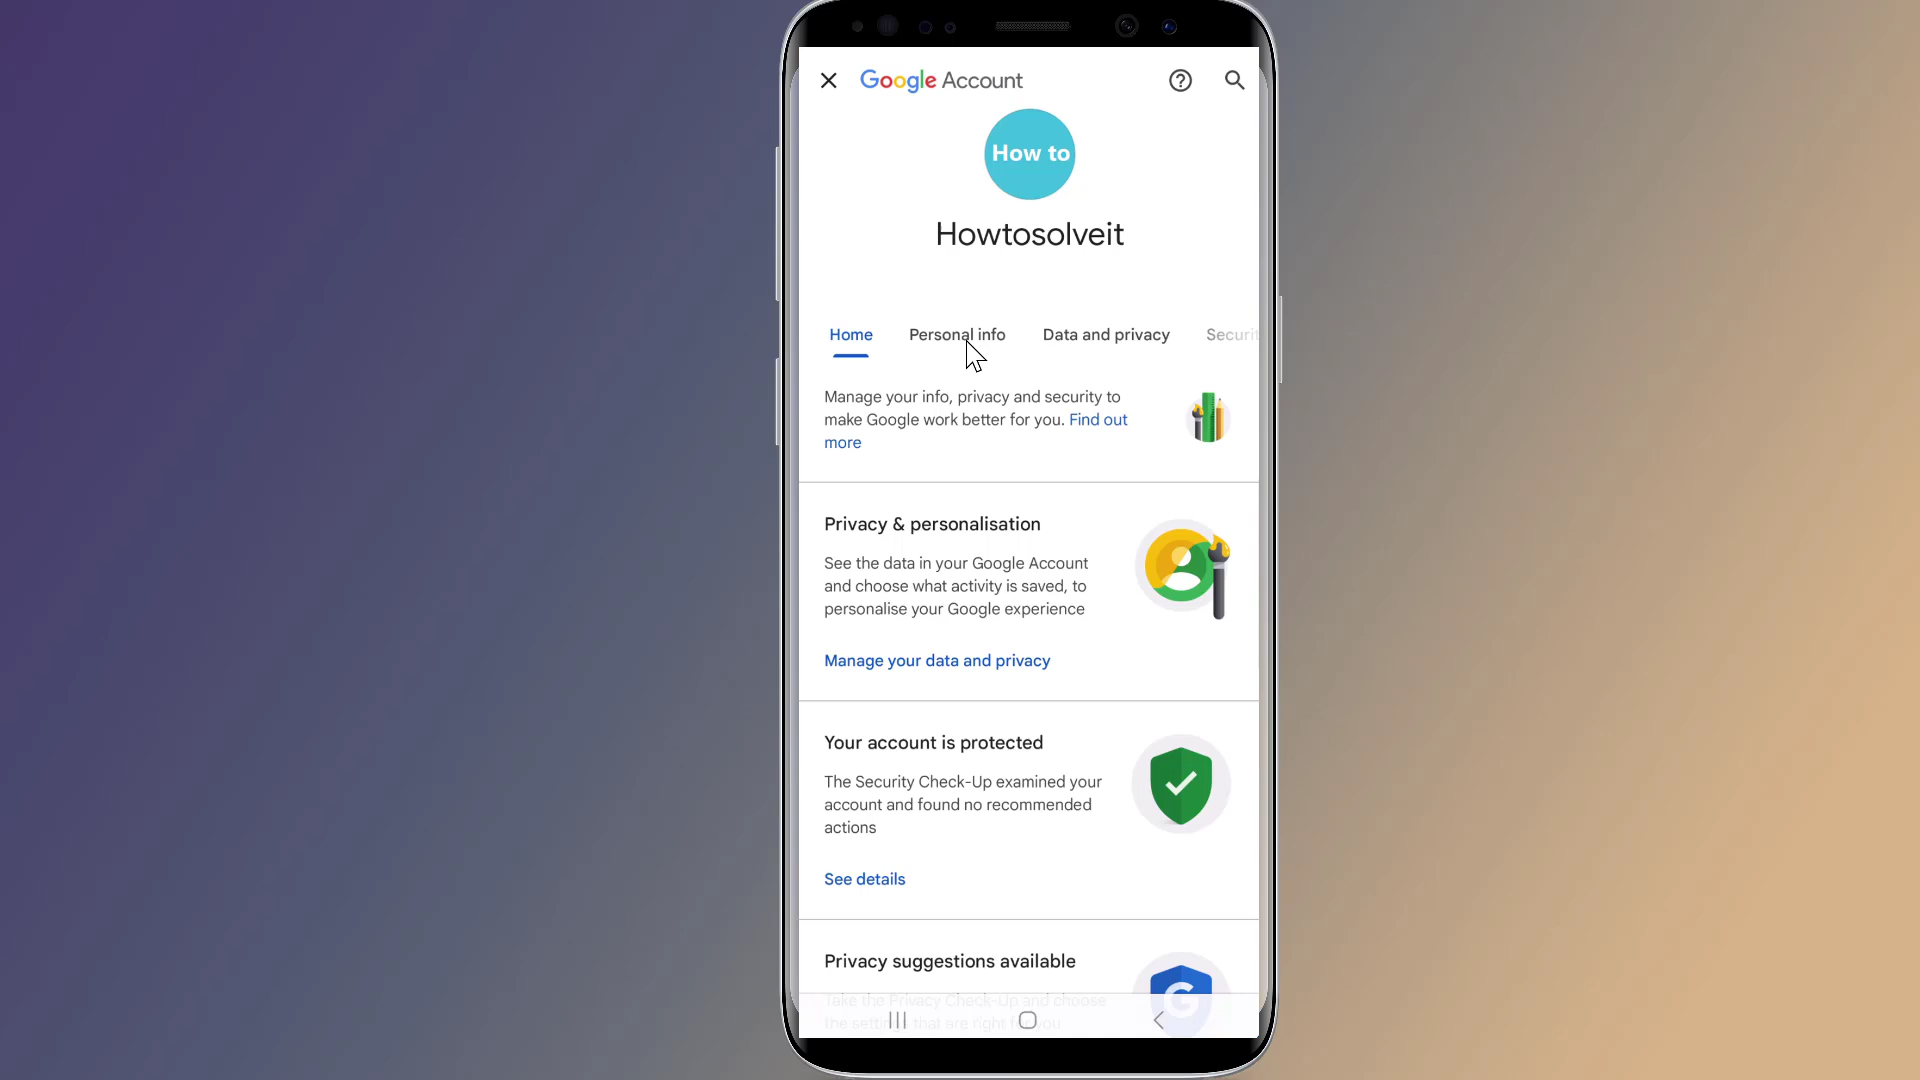 Google Account
How to
Howtosolveit
Home Personal info Data and privacy Securit
Manage your info, privacy and security to
make Google work better for you. Find out
more
Privacy & personalisation
See the data in your Google Account
and choose what activity is saved, to
personalise your Google experience
Manage your data and privacy
Your account is protected
The Security Check-Up examined your
account and found no recommended
actions
See details
Privacy suggestions available
Take the Privacy Check-Up and choose
the settings that are right for you